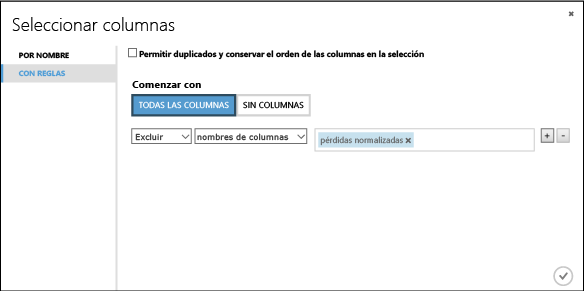 Seleccionar columnas
POR NOMBRE
CON REGLAS
Permitir duplicados y conservar el orden de las columnas en la selección
Comenzar con
TODAS LAS COLUMNAS SIN COLUMNAS
Excluir nombres de columnas pérdidas normalizadas